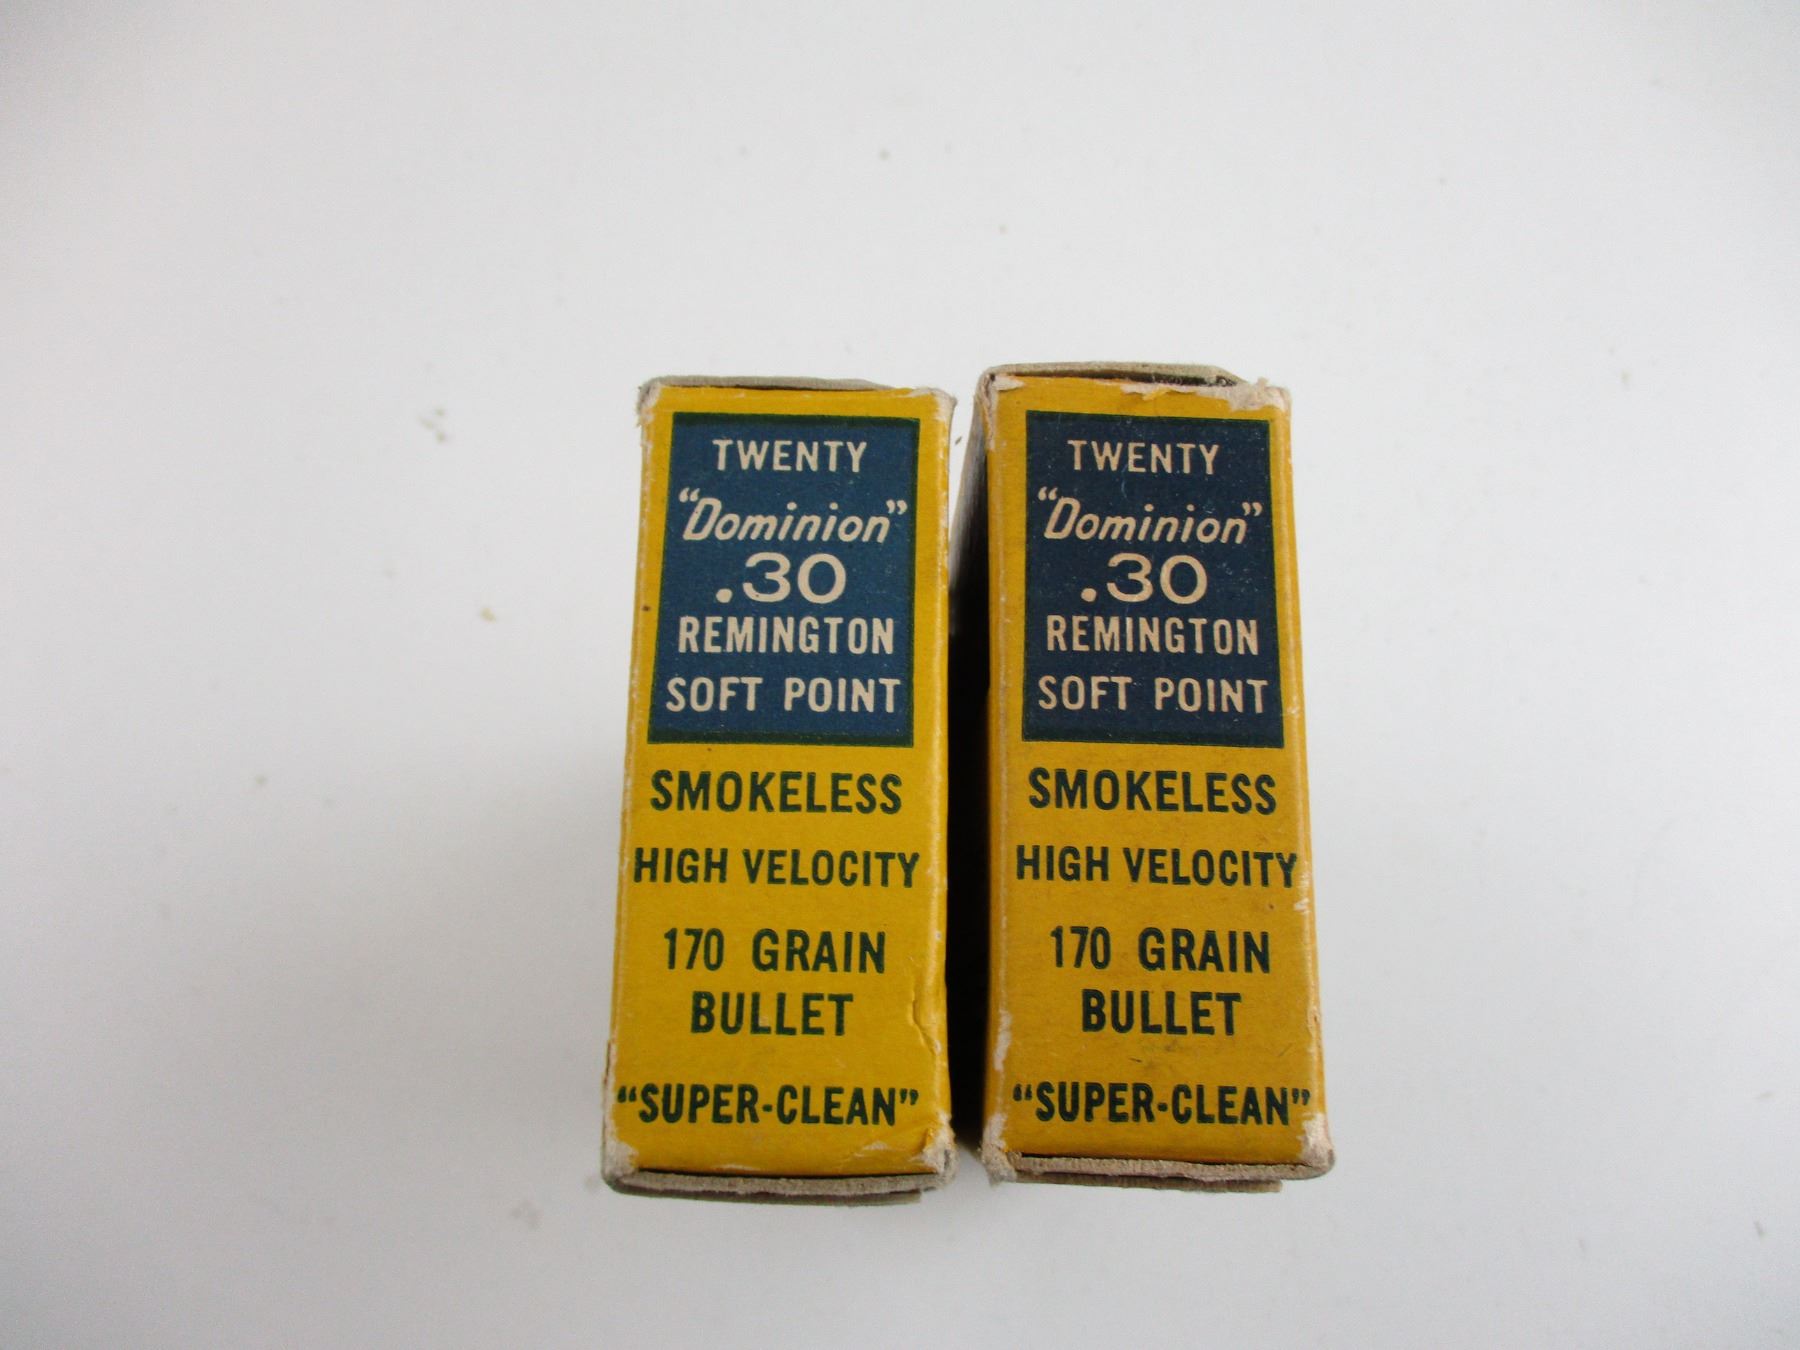 TWENTY
"Dominion"
.30
REMINGTON
SOFT POINT
SMOKELESS
HIGH VELOCITY
170 GRAIN
BULLET
"SUPER-CLEAN"
TWENTY
"Dominion"
.30
REMINGTON
SOFT POINT
SMOKELESS
HIGH VELOCITY
170 GRAIN
BULLET
"SUPER-CLEAN"